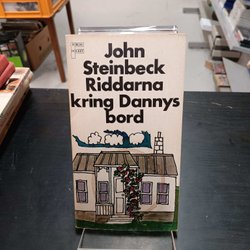 John
Steinbeck
Riddarna
kring Dannys
bord